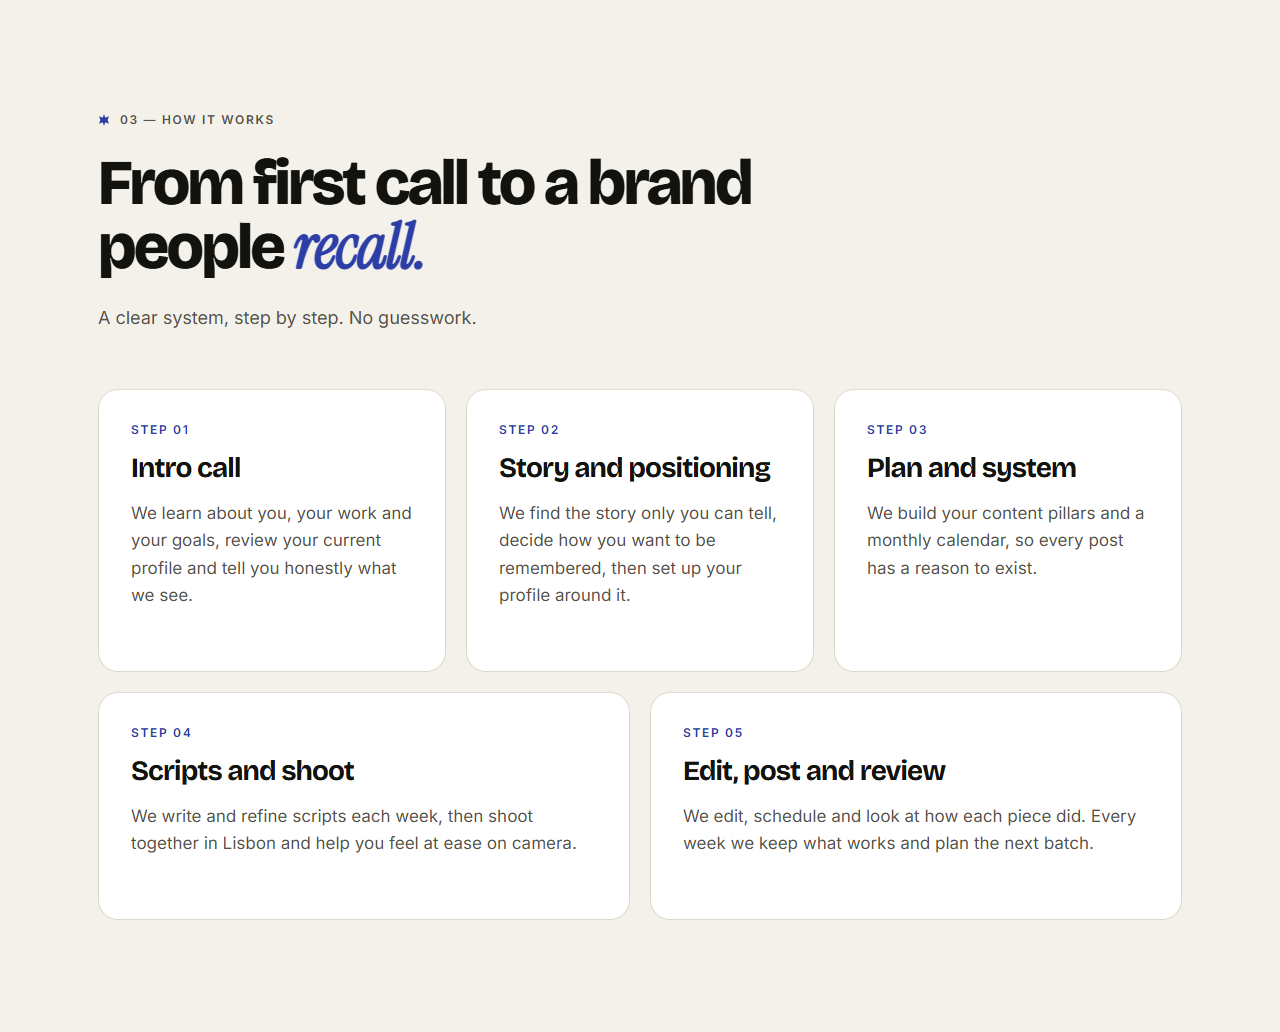 03 — HOW IT WORKS
From first call to a brand
people recall.
A clear system, step by step. No guesswork.
STEP 01
Intro call
We learn about you, your work and
your goals, review your current
profile and tell you honestly what
we see.
STEP 02
Story and positioning
We find the story only you can tell,
decide how you want to be
remembered, then set up your
profile around it.
STEP 03
Plan and system
We build your content pillars and a
monthly calendar, so every post
has a reason to exist.
STEP 04
Scripts and shoot
We write and refine scripts each week, then shoot
together in Lisbon and help you feel at ease on camera.
STEP 05
Edit, post and review
We edit, schedule and look at how each piece did. Every
week we keep what works and plan the next batch.